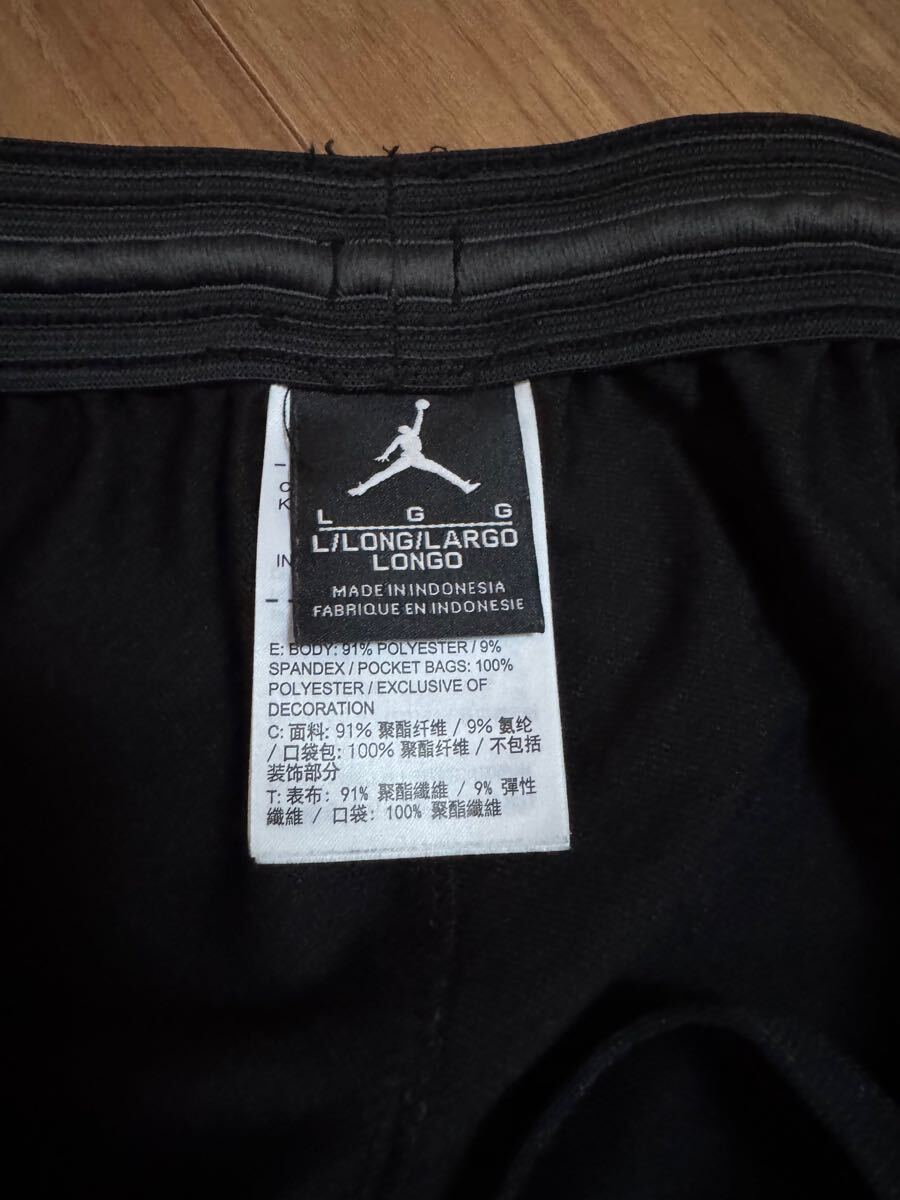 L G G
L/LONG/LARGO
LONGO
MADE IN INDONESIA
FABRIQUE EN INDONESIE
E: BODY: 91% POLYESTER / 9%
SPANDEX / POCKET BAGS: 100%
POLYESTER / EXCLUSIVE OF
DECORATION
C: 面料: 91% 聚酯纤维 / 9% 氨纶
/ 口袋包: 100% 聚酯纤维 / 不包括
装饰部分
T: 表布: 91% 聚酯纖維 / 9% 彈性
纖維 / 口袋: 100% 聚酯纖維